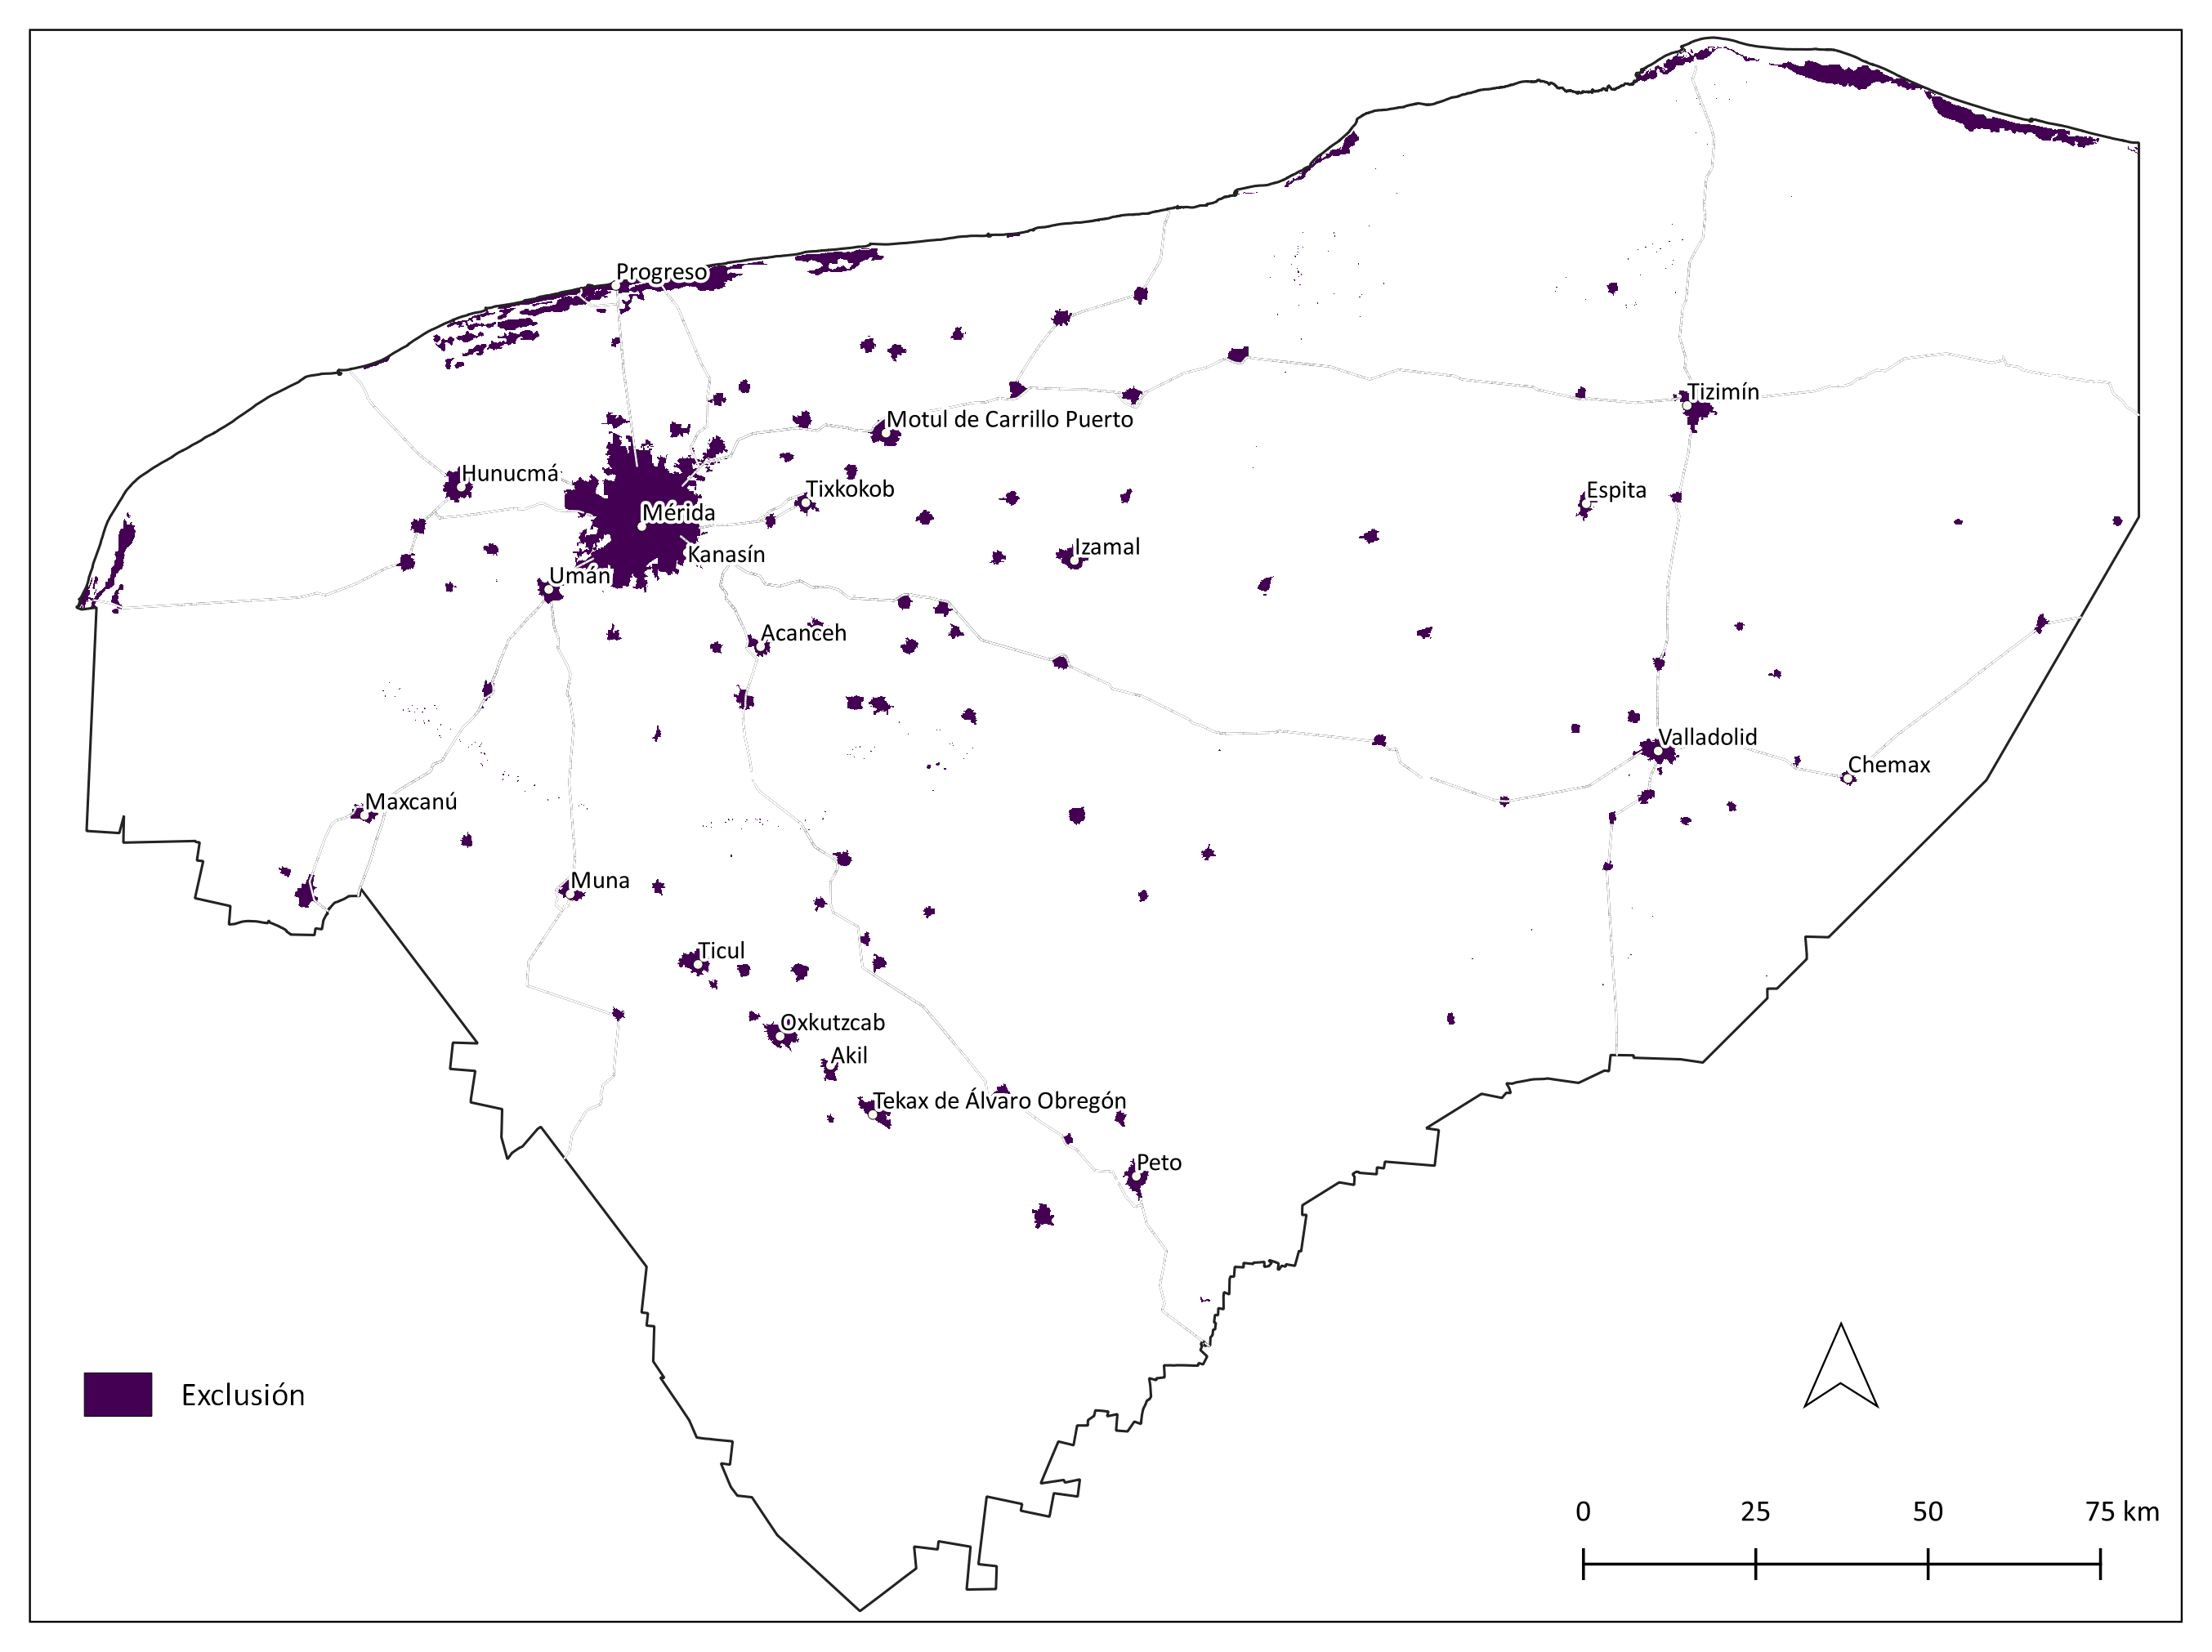 Progreso
Tizimín
Motul de Carrillo Puerto
Hunucmá
Tixkokob
Espita
Mérida
Izamal
Kanasín
Umán
Acanceh
Valladolid
Chemax
Maxcanú
Muna
Ticul
Oxkutzcab
Akil
Tekax de Álvaro Obregón
Peto
Exclusión
0 25 50 75 km